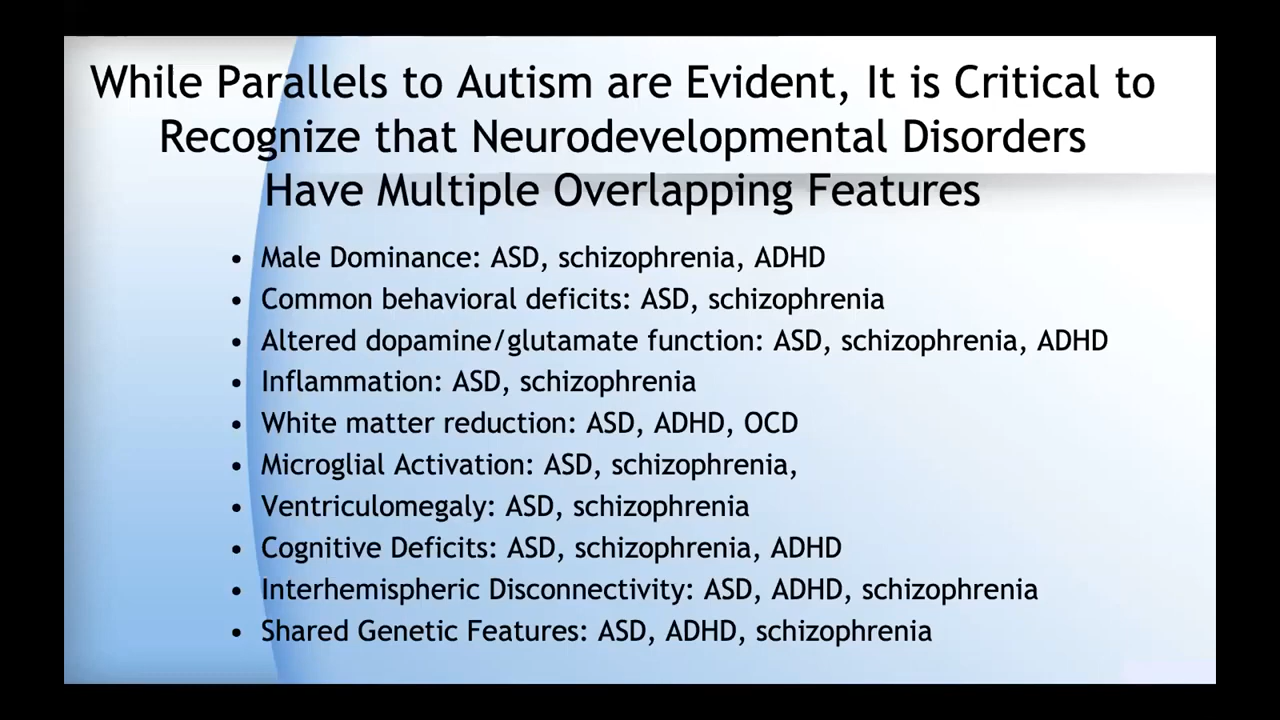 While Parallels to Autism are Evident, It is Critical to
Recognize that Neurodevelopmental Disorders
Have Multiple Overlapping Features
• Male Dominance: ASD, schizophrenia, ADHD
• Common behavioral deficits: ASD, schizophrenia
• Altered dopamine/glutamate function: ASD, schizophrenia, ADHD
• Inflammation: ASD, schizophrenia
• White matter reduction: ASD, ADHD, OCD
• Microglial Activation: ASD, schizophrenia,
• Ventriculomegaly: ASD, schizophrenia
• Cognitive Deficits: ASD, schizophrenia, ADHD
• Interhemispheric Disconnectivity: ASD, ADHD, schizophrenia
• Shared Genetic Features: ASD, ADHD, schizophrenia